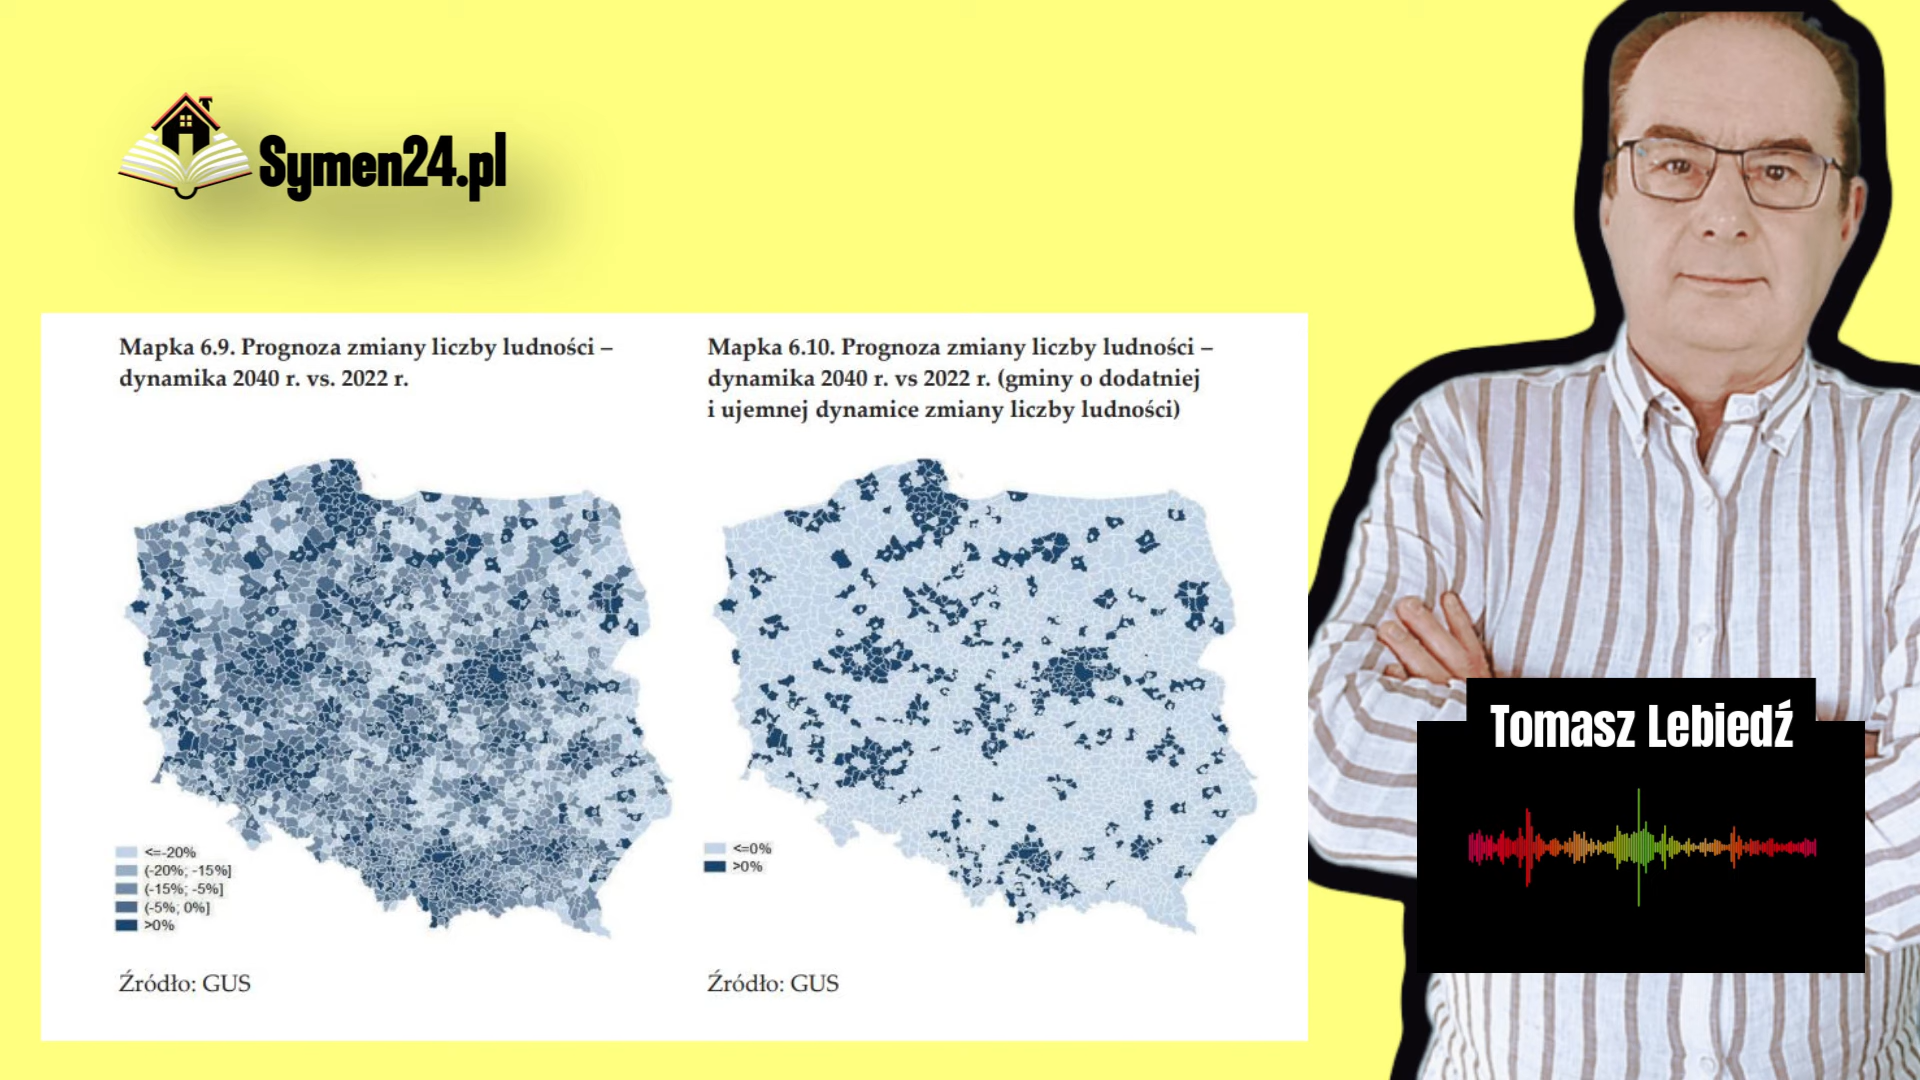 Symen24.pl
Mapka 6.9. Prognoza zmiany liczby ludności –
dynamika 2040 r. vs. 2022 r.
<=-20%
(-20%; -15%]
(-15%; -5%]
(-5%; 0%]
>0%
Źródło: GUS
Mapka 6.10. Prognoza zmiany liczby ludności –
dynamika 2040 r. vs 2022 r. (gminy o dodatniej
i ujemnej dynamice zmiany liczby ludności)
<=0%
>0%
Źródło: GUS
Tomasz Lebiedź